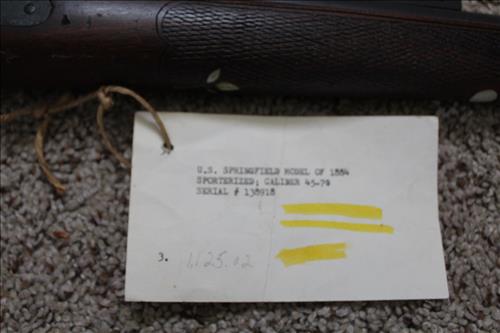 U.S. SPRINGFIELD MODEL OF 1884
SPORTERIZED; CALIBER 45-70
SERIAL # 138918
3.